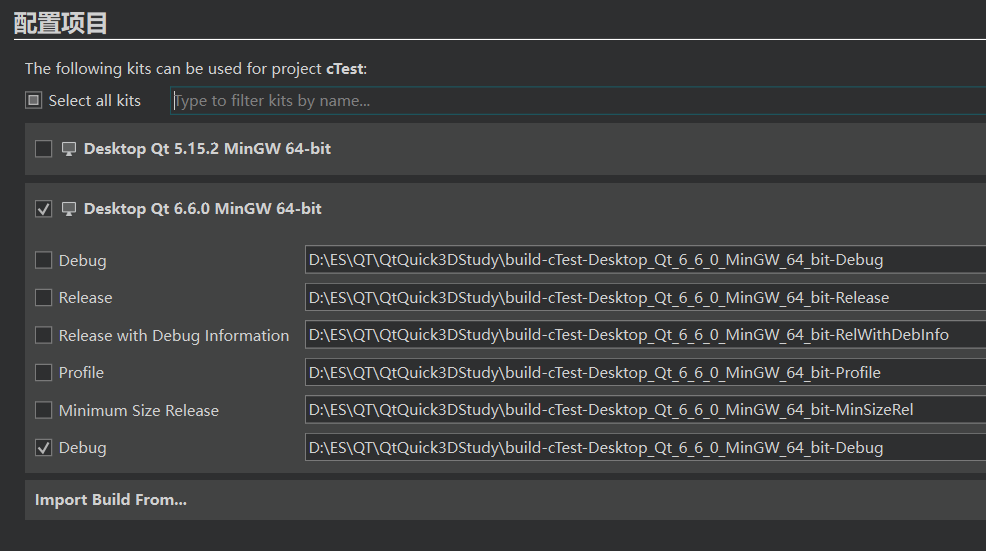 配置项目
The following kits can be used for project cTest:
Select all kits Type to filter kits by name...
Desktop Qt 5.15.2 MinGW 64-bit
Desktop Qt 6.6.0 MinGW 64-bit
Debug D:\ES\QT\QtQuick3DStudy\build-cTest-Desktop_Qt_6_6_0_MinGW_64_bit-Debug
Release D:\ES\QT\QtQuick3DStudy\build-cTest-Desktop_Qt_6_6_0_MinGW_64_bit-Release
Release with Debug Information D:\ES\QT\QtQuick3DStudy\build-cTest-Desktop_Qt_6_6_0_MinGW_64_bit-RelWithDebInfo
Profile D:\ES\QT\QtQuick3DStudy\build-cTest-Desktop_Qt_6_6_0_MinGW_64_bit-Profile
Minimum Size Release D:\ES\QT\QtQuick3DStudy\build-cTest-Desktop_Qt_6_6_0_MinGW_64_bit-MinSizeRel
Debug D:\ES\QT\QtQuick3DStudy\build-cTest-Desktop_Qt_6_6_0_MinGW_64_bit-Debug
Import Build From...